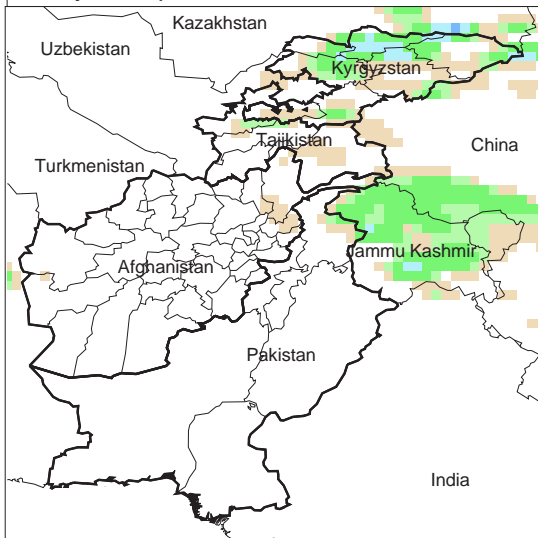 Kazakhstan
Uzbekistan
Kyrgyzstan
China
Tajikistan
Turkmenistan
Jammu Kashmir
Afghanistan
Pakistan
India